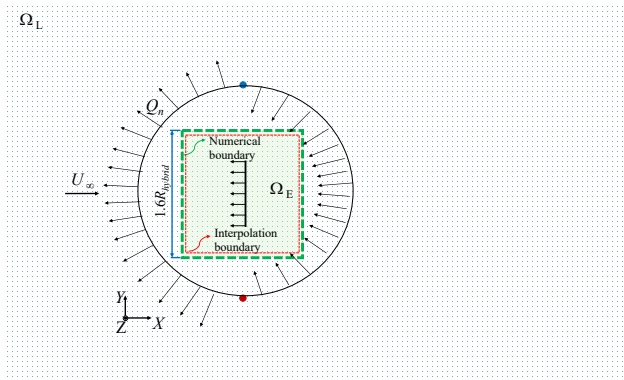 Ω_L
Q_n
Numerical
boundary
U_∞
1.6R_hybrid
Ω_E
Interpolation
boundary
Y
Z
X